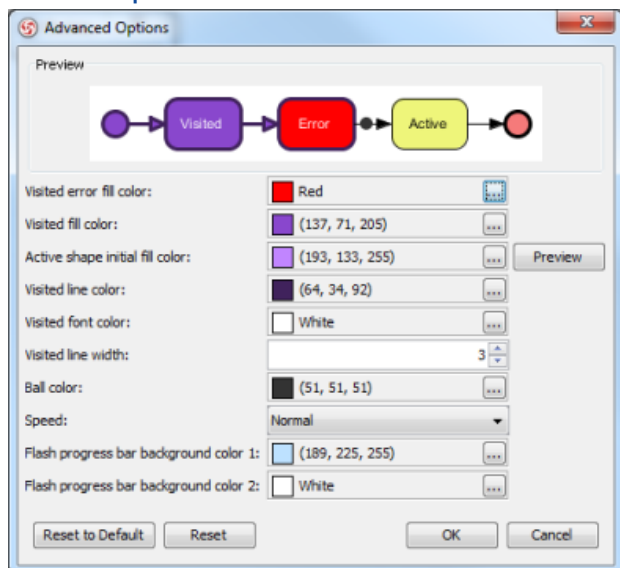 Advanced Options
Preview
Visited Error Active
Visited error fill color: Red ...
Visited fill color: (137, 71, 205) ...
Active shape initial fill color: (193, 133, 255) ... Preview
Visited line color: (64, 34, 92) ...
Visited font color: White ...
Visited line width: 3
Ball color: (51, 51, 51) ...
Speed: Normal
Flash progress bar background color 1: (189, 225, 255) ...
Flash progress bar background color 2: White ...
Reset to Default Reset OK Cancel